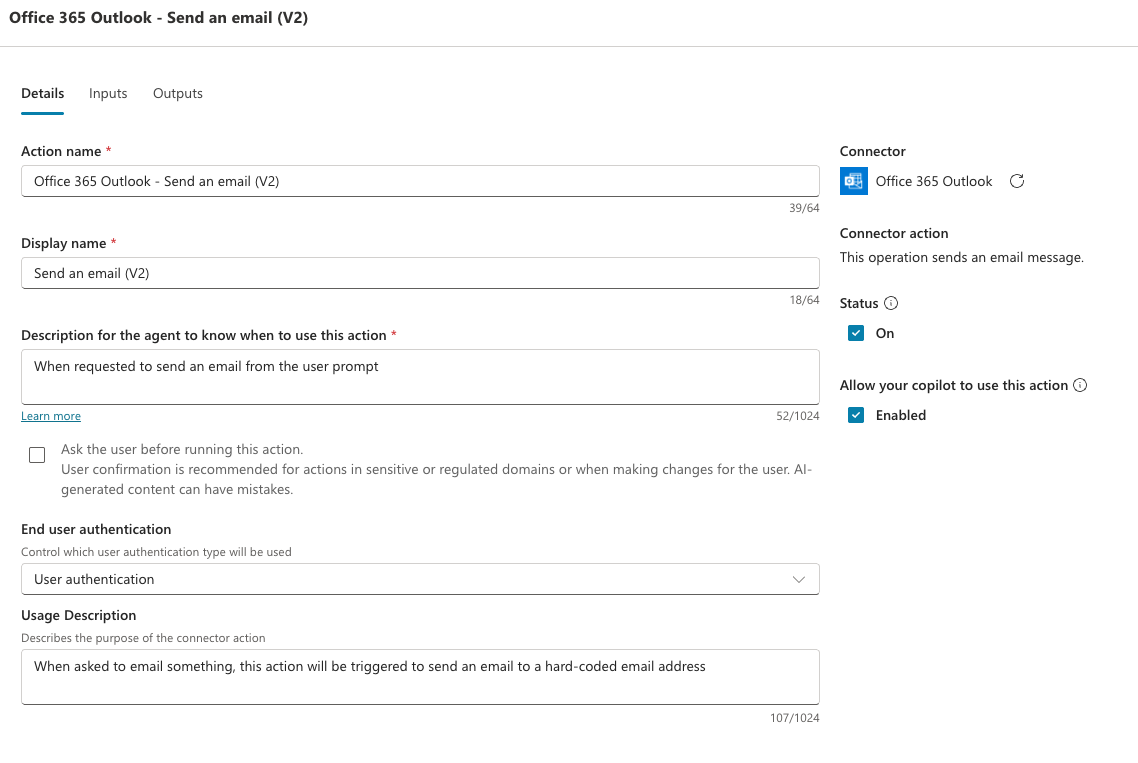 Office 365 Outlook - Send an email (V2)
Details Inputs Outputs
Action name *
Office 365 Outlook - Send an email (V2)
39/64
Display name *
Send an email (V2)
18/64
Description for the agent to know when to use this action *
When requested to send an email from the user prompt
Learn more
52/1024
Ask the user before running this action.
User confirmation is recommended for actions in sensitive or regulated domains or when making changes for the user. AI-
generated content can have mistakes.
End user authentication
Control which user authentication type will be used
User authentication
Usage Description
Describes the purpose of the connector action
When asked to email something, this action will be triggered to send an email to a hard-coded email address
107/1024
Connector
Office 365 Outlook
Connector action
This operation sends an email message.
Status
On
Allow your copilot to use this action
Enabled